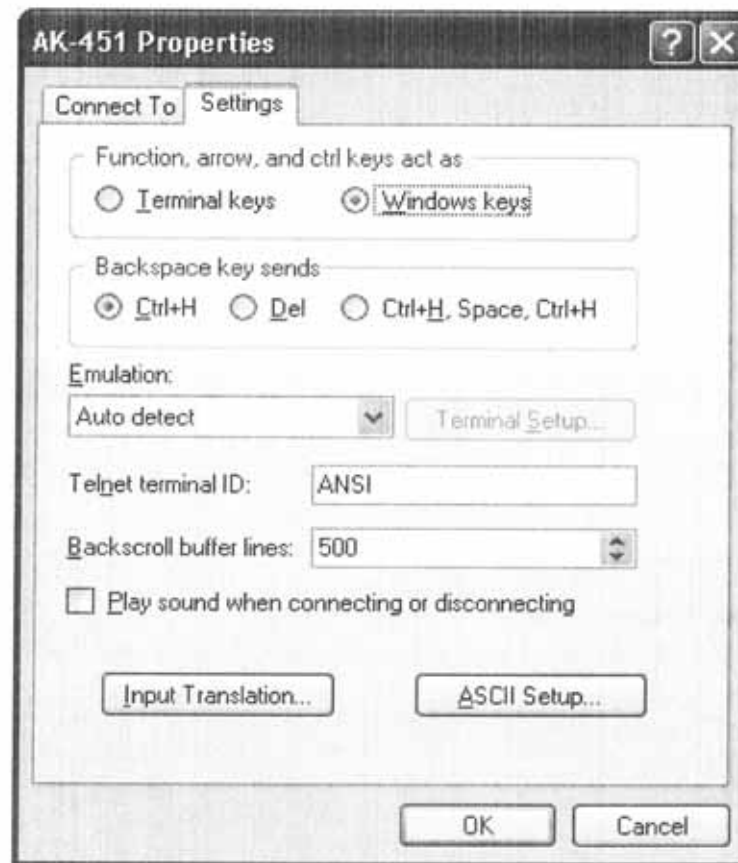 AK-451 Properties
Connect To Settings
Function, arrow, and ctrl keys act as
Terminal keys Windows keys
Backspace key sends
Ctrl+H Del Ctrl+H, Space, Ctrl+H
Emulation:
Auto detect Terminal Setup...
Telnet terminal ID: ANSI
Backscroll buffer lines: 500
Play sound when connecting or disconnecting
Input Translation... ASCII Setup...
OK Cancel